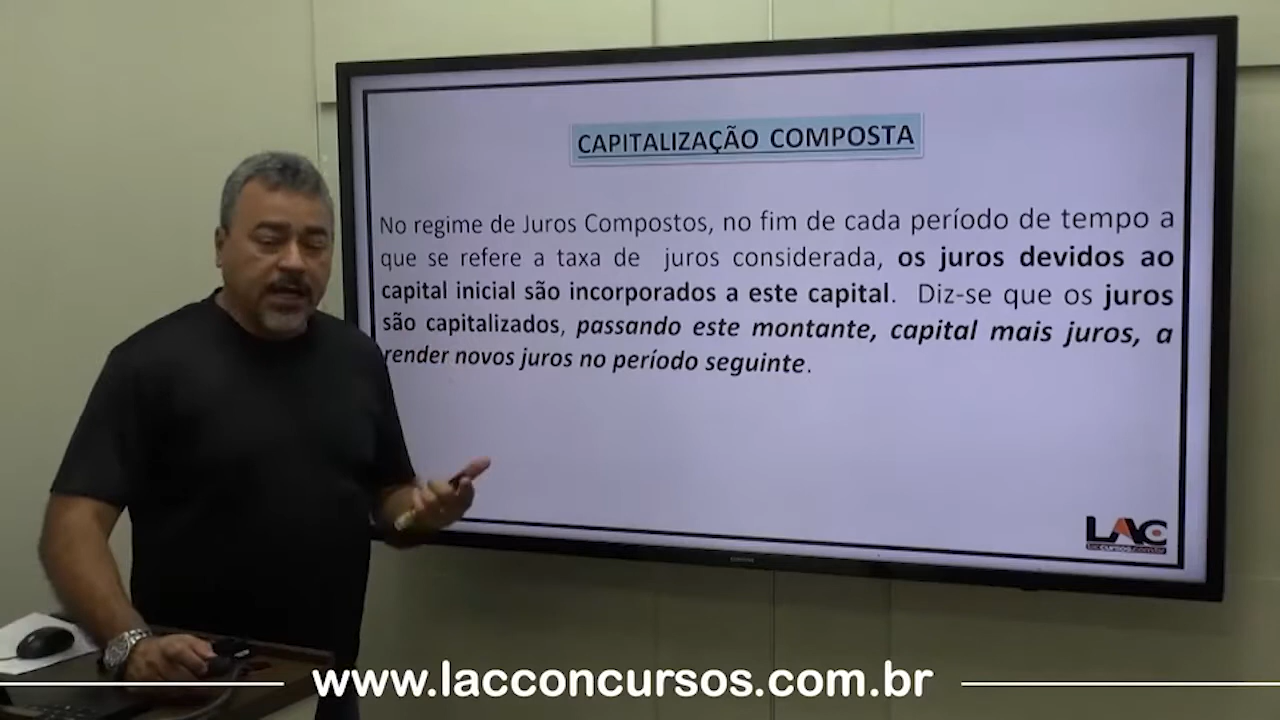 CAPITALIZAÇÃO COMPOSTA
No regime de Juros Compostos, no fim de cada período de tempo a
que se refere a taxa de juros considerada, os juros devidos ao
capital inicial são incorporados a este capital. Diz-se que os juros
são capitalizados, passando este montante, capital mais juros, a
render novos juros no período seguinte.
LAC
www.lacconcursos.com.br